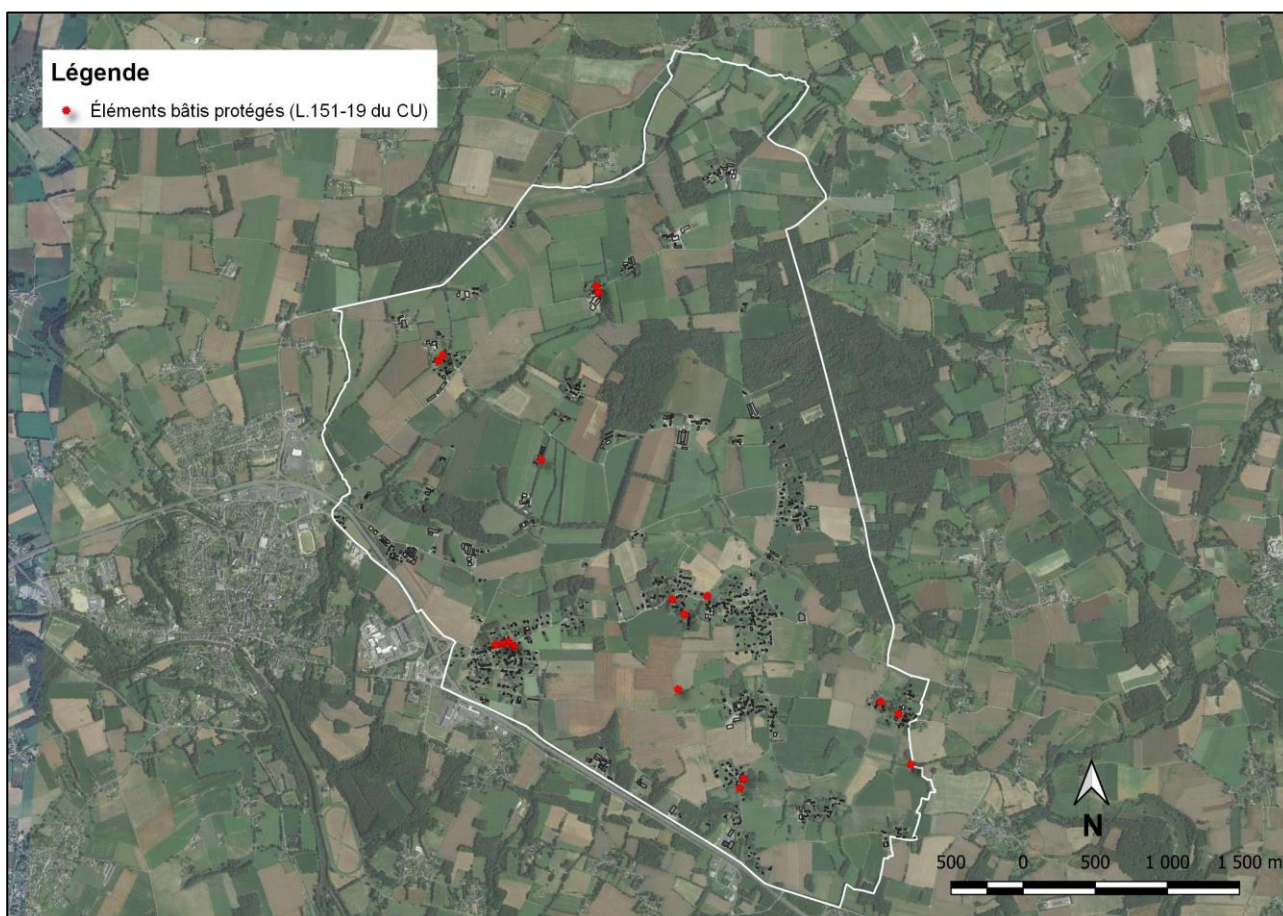 Légende
Éléments bâtis protégés (L.151-19 du CU)
N
500 0 500 1 000 1 500 m